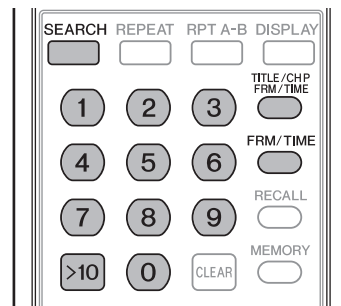 SEARCH REPEAT RPT A-B DISPLAY
TITLE/CHP
FRM/TIME
1 2 3
FRM/TIME
4 5 6
RECALL
7 8 9
MEMORY
>10 0 CLEAR